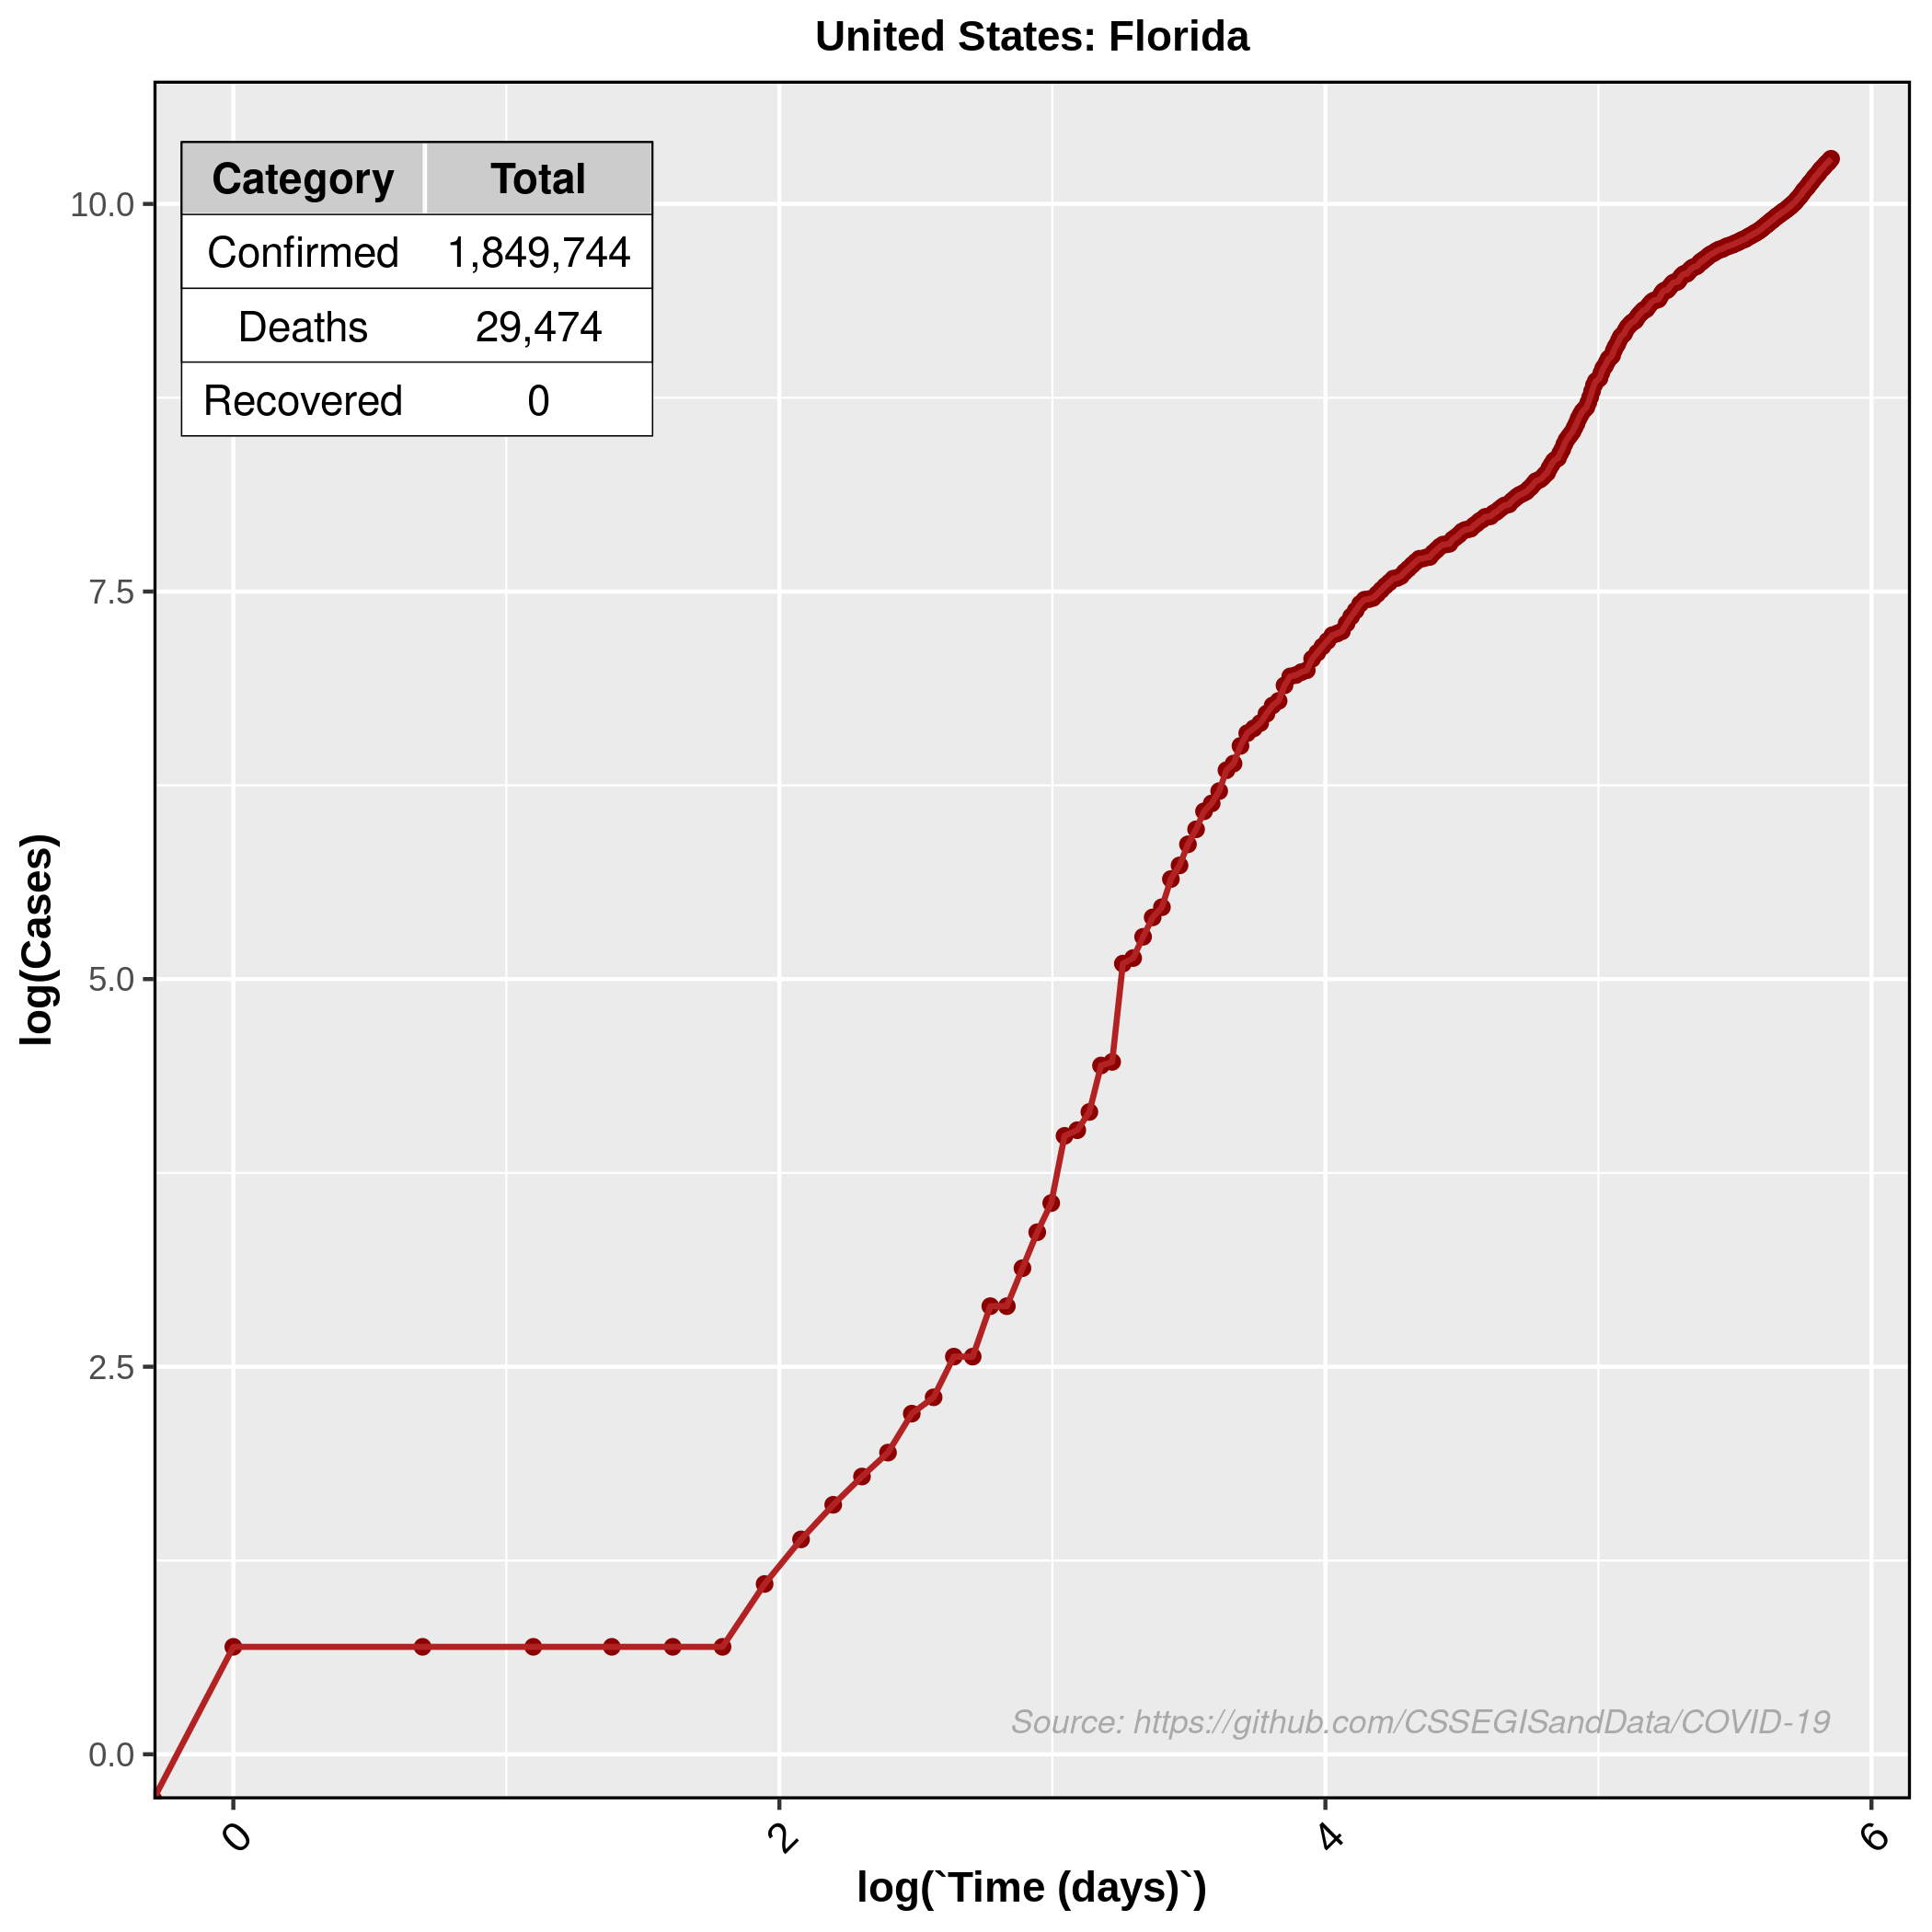 United States: Florida
Category Total
Confirmed 1,849,744
Deaths 29,474
Recovered 0
10.0
7.5
5.0
2.5
0.0
log(Cases)
Source: https://github.com/CSSEGISandData/COVID-19
0 2 4 6
log(`Time (days)`)